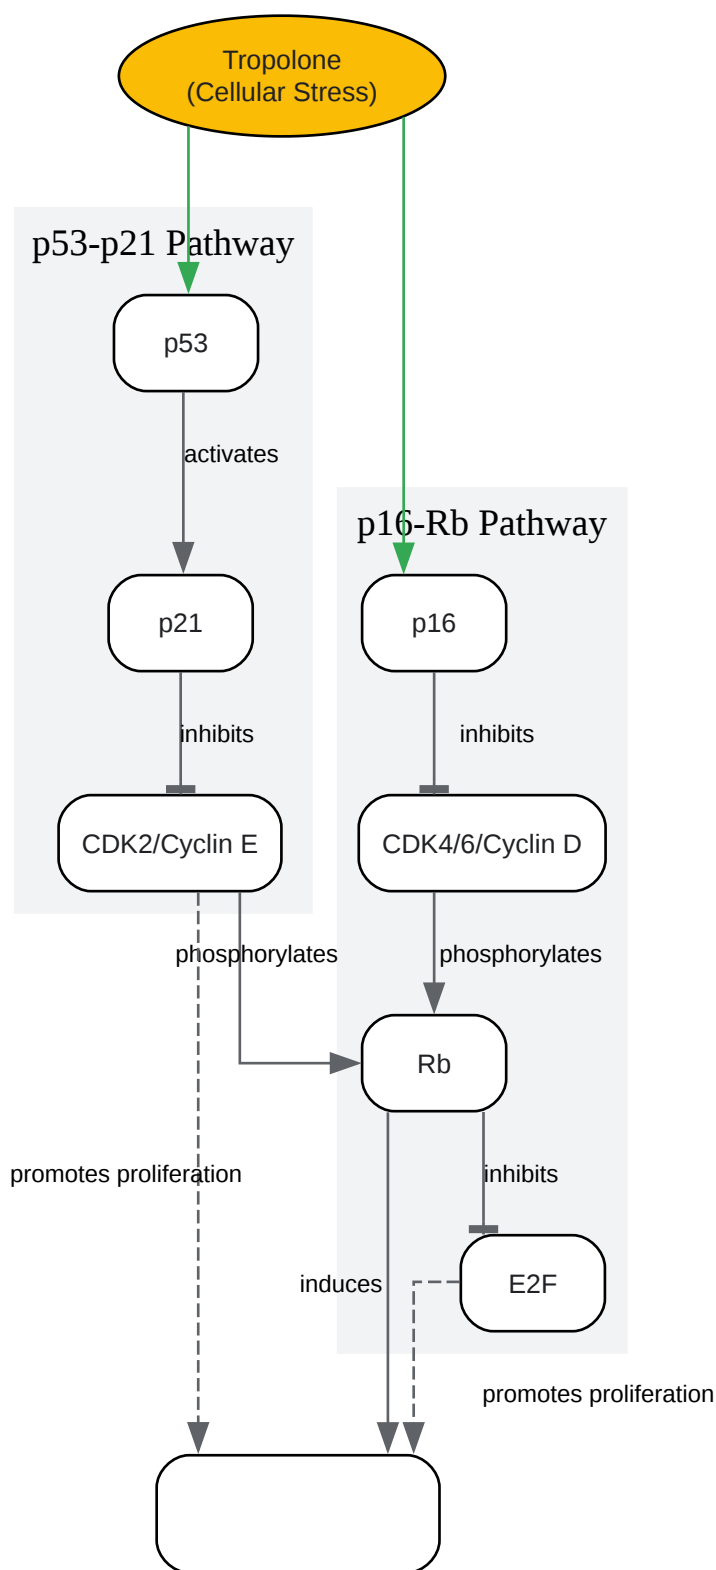 Tropolone
(Cellular Stress)
p53-p21 Pathway
p53
activates
p16-Rb Pathway
p21
p16
inhibits
inhibits
CDK2/Cyclin E
CDK4/6/Cyclin D
phosphorylates
phosphorylates
Rb
promotes proliferation
inhibits
induces
E2F
promotes proliferation